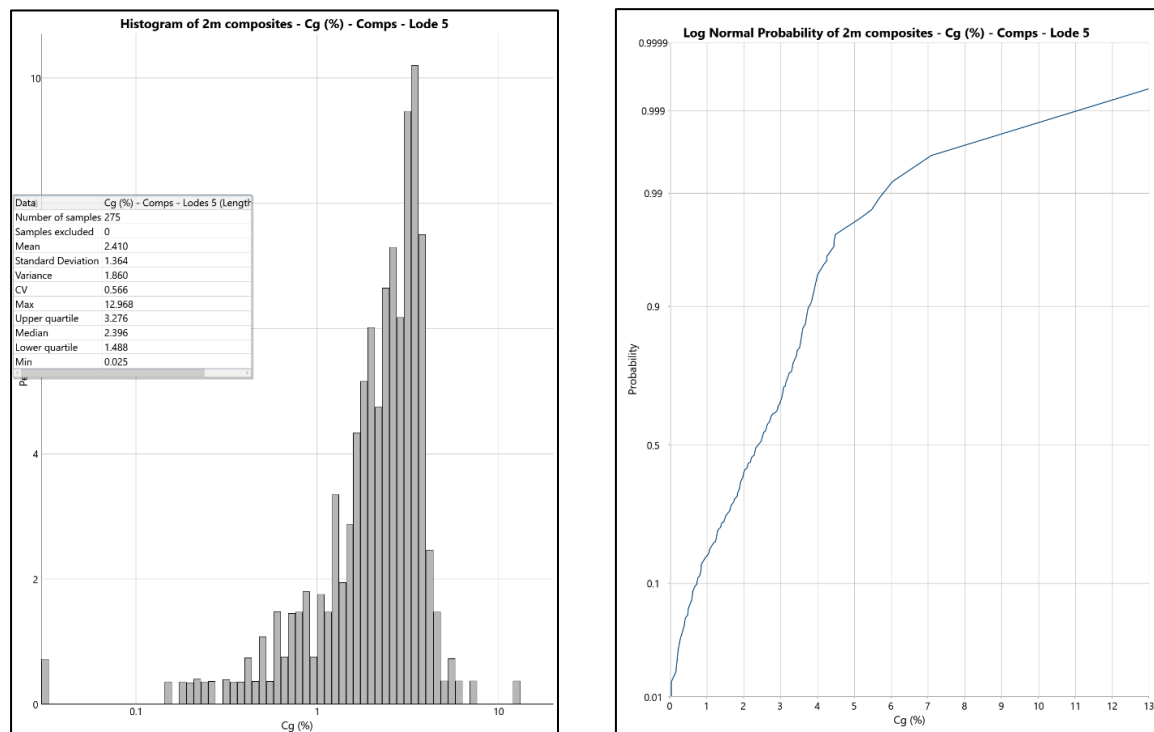 Histogram of 2m composites - Cg (%) - Comps - Lode 5
10
Data Cg (%) - Comps - Lodes 5 (Length
Number of samples 275
Samples excluded 0
Mean 2.410
Standard Deviation 1.364
Variance 1.860
CV 0.566
Max 12.968
Upper quartile 3.276
Median 2.396
Lower quartile 1.488
Min 0.025
4
2
0
0.1 1 10
Cg (%)
Log Normal Probability of 2m composites - Cg (%) - Comps - Lode 5
0.9999
0.999
0.99
0.9
Probability
0.5
0.1
0.01
0 1 2 3 4 5 6 7 8 9 10 11 12 13
Cg (%)